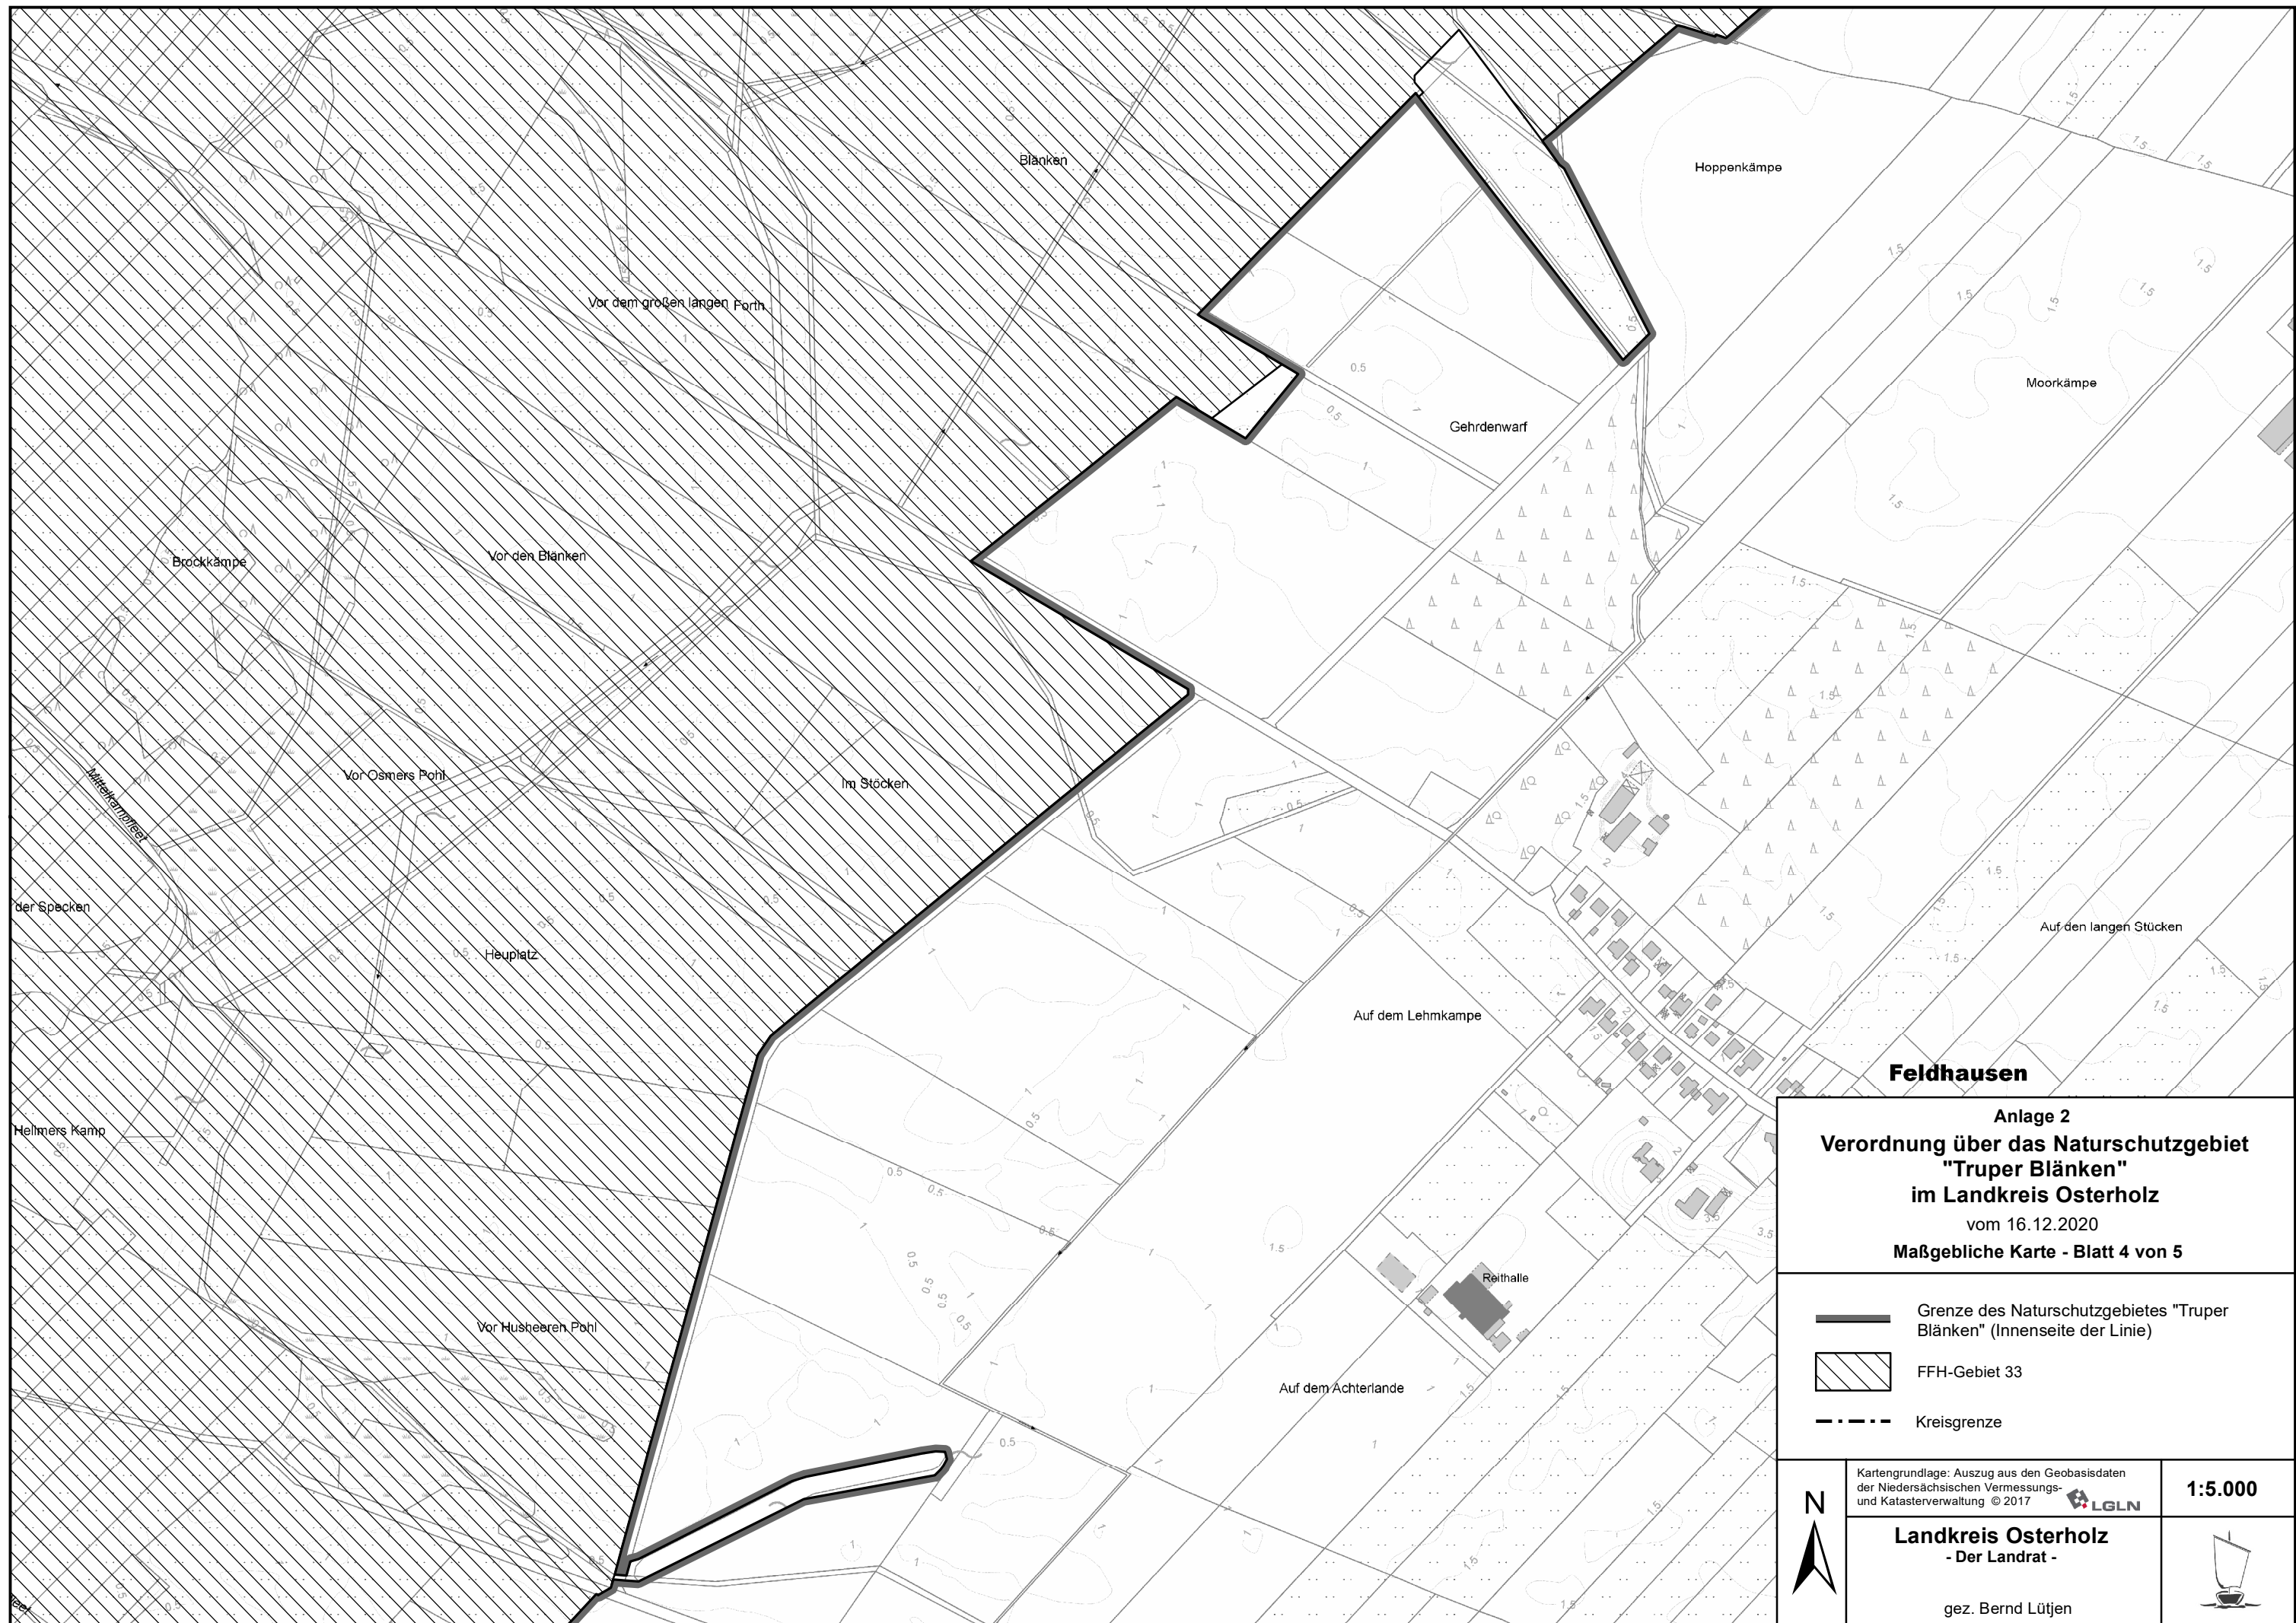 Blänken
Hoppenkämpe
Vor dem großen langen Forth
Moorkämpe
Gehrdenwarf
Brockkämpe
Vor den Blänken
Vor Osmers Pohl
Im Stöcken
Mittelkampfleet
der Specken
Heuplatz
Auf den langen Stücken
Auf dem Lehmkampe
Feldhausen
Hellmers Kamp
Reithalle
Vor Husheeren Pohl
Auf dem Achterlande
Anlage 2
Verordnung über das Naturschutzgebiet
"Truper Blänken"
im Landkreis Osterholz
vom 16.12.2020
Maßgebliche Karte - Blatt 4 von 5
Grenze des Naturschutzgebietes "Truper
Blänken" (Innenseite der Linie)
FFH-Gebiet 33
Kreisgrenze
N
Kartengrundlage: Auszug aus den Geobasisdaten
der Niedersächsischen Vermessungs-
und Katasterverwaltung © 2017
LGLN
1:5.000
Landkreis Osterholz
- Der Landrat -
gez. Bernd Lütjen